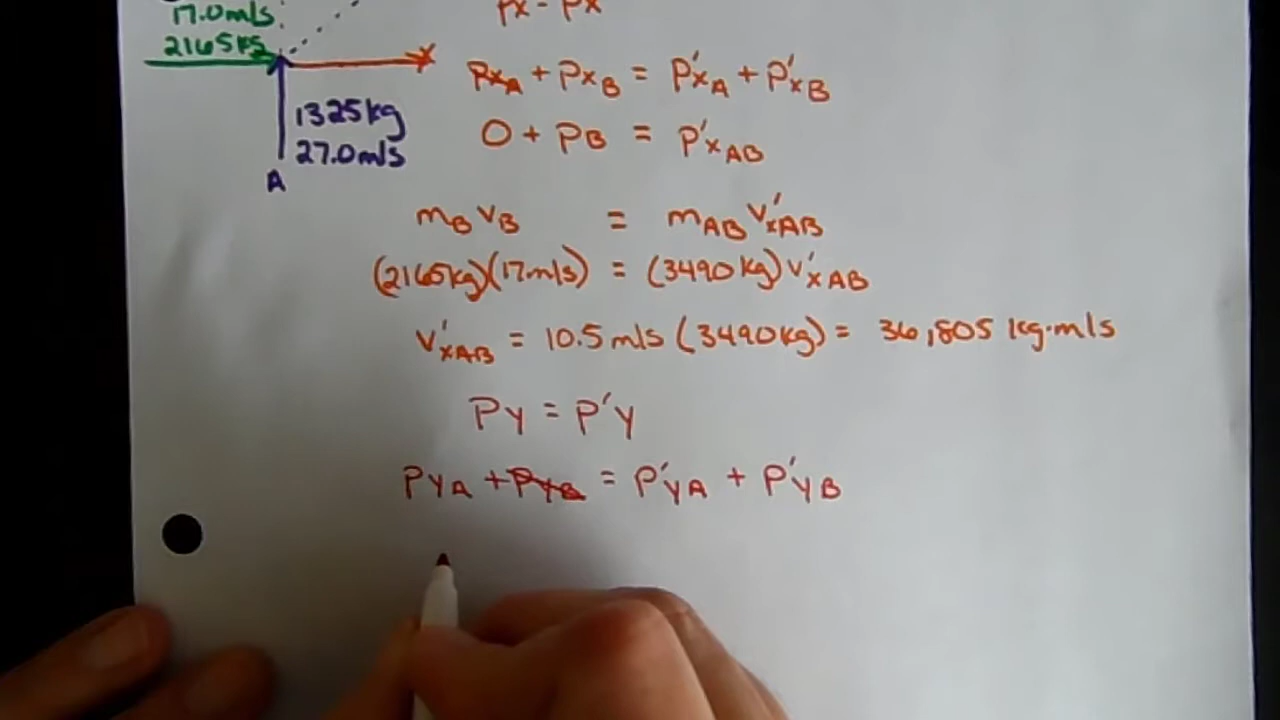 17.0m/s
2165kg
Px = Px
PxA + PxB = P'xA + P'xB
1325kg
0 + PB = P'xAB
27.0m/s
A
mBvB = mABv'xAB
(2165kg)(17m/s) = (3490kg)v'xAB
v'xAB = 10.5m/s (3490kg) = 36,805 kg·m/s
Py = P'y
PyA + PyB = P'yA + P'yB